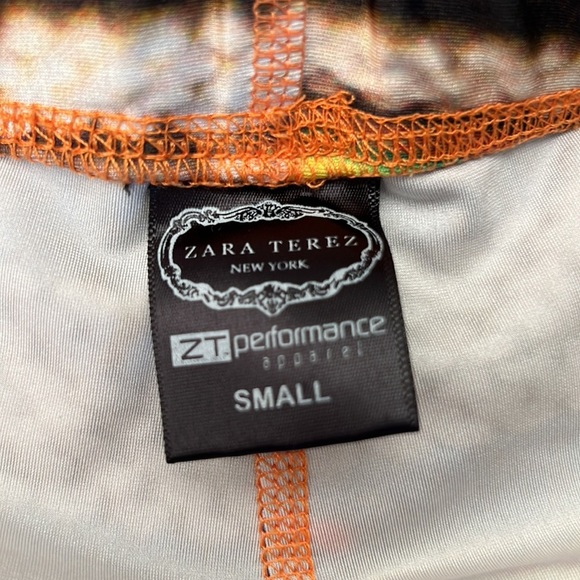 ZARA TEREZ
NEW YORK
ZT. performance
apparel
SMALL